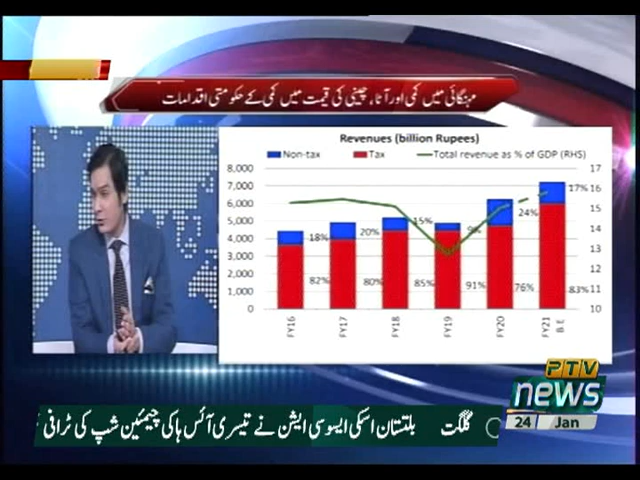 مہنگائی میں کمی اور آٹا، چینی کی قیمت میں کمی کے حکومتی اقدامات
Revenues (billion Rupees)
Non-tax Tax Total revenue as % of GDP (RHS)
8,000 17
7,000 16
6,000 15
5,000 14
4,000 13
3,000 12
2,000 11
1,000 10
0
18% 20% 15% 9% 24% 17%
82% 80% 85% 91% 76% 83%
FY16 FY17 FY18 FY19 FY20 FY21 B.E
PTV
news
24 Jan
گلگت بلتستان اسکی ایسوسی ایشن نے تیسری آئس ہاکی چیمپئین شپ کی ٹرافی